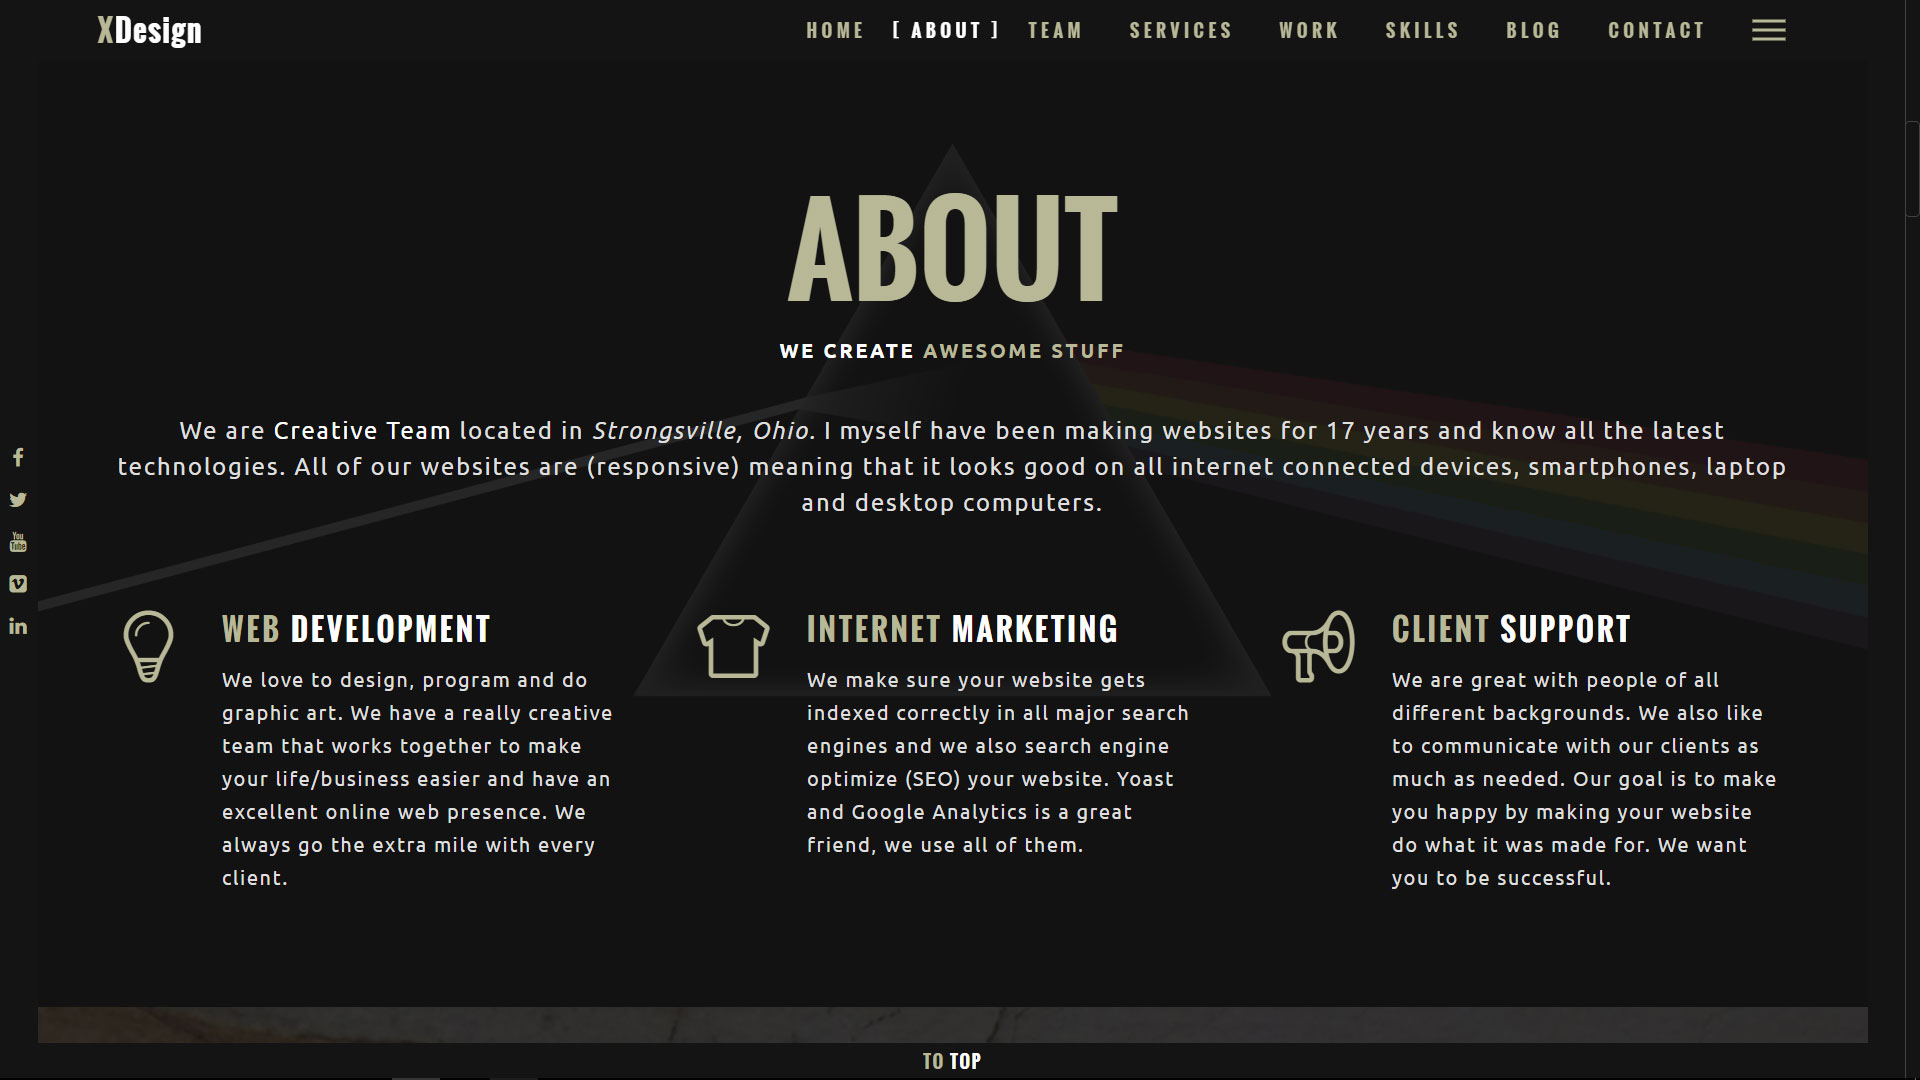 XDesign
HOME [ ABOUT ] TEAM SERVICES WORK SKILLS BLOG CONTACT
ABOUT
WE CREATE AWESOME STUFF
We are Creative Team located in Strongsville, Ohio. I myself have been making websites for 17 years and know all the latest
technologies. All of our websites are (responsive) meaning that it looks good on all internet connected devices, smartphones, laptop
and desktop computers.
You
Tube
WEB DEVELOPMENT
We love to design, program and do
graphic art. We have a really creative
team that works together to make
your life/business easier and have an
excellent online web presence. We
always go the extra mile with every
client.
INTERNET MARKETING
We make sure your website gets
indexed correctly in all major search
engines and we also search engine
optimize (SEO) your website. Yoast
and Google Analytics is a great
friend, we use all of them.
CLIENT SUPPORT
We are great with people of all
different backgrounds. We also like
to communicate with our clients as
much as needed. Our goal is to make
you happy by making your website
do what it was made for. We want
you to be successful.
TO TOP